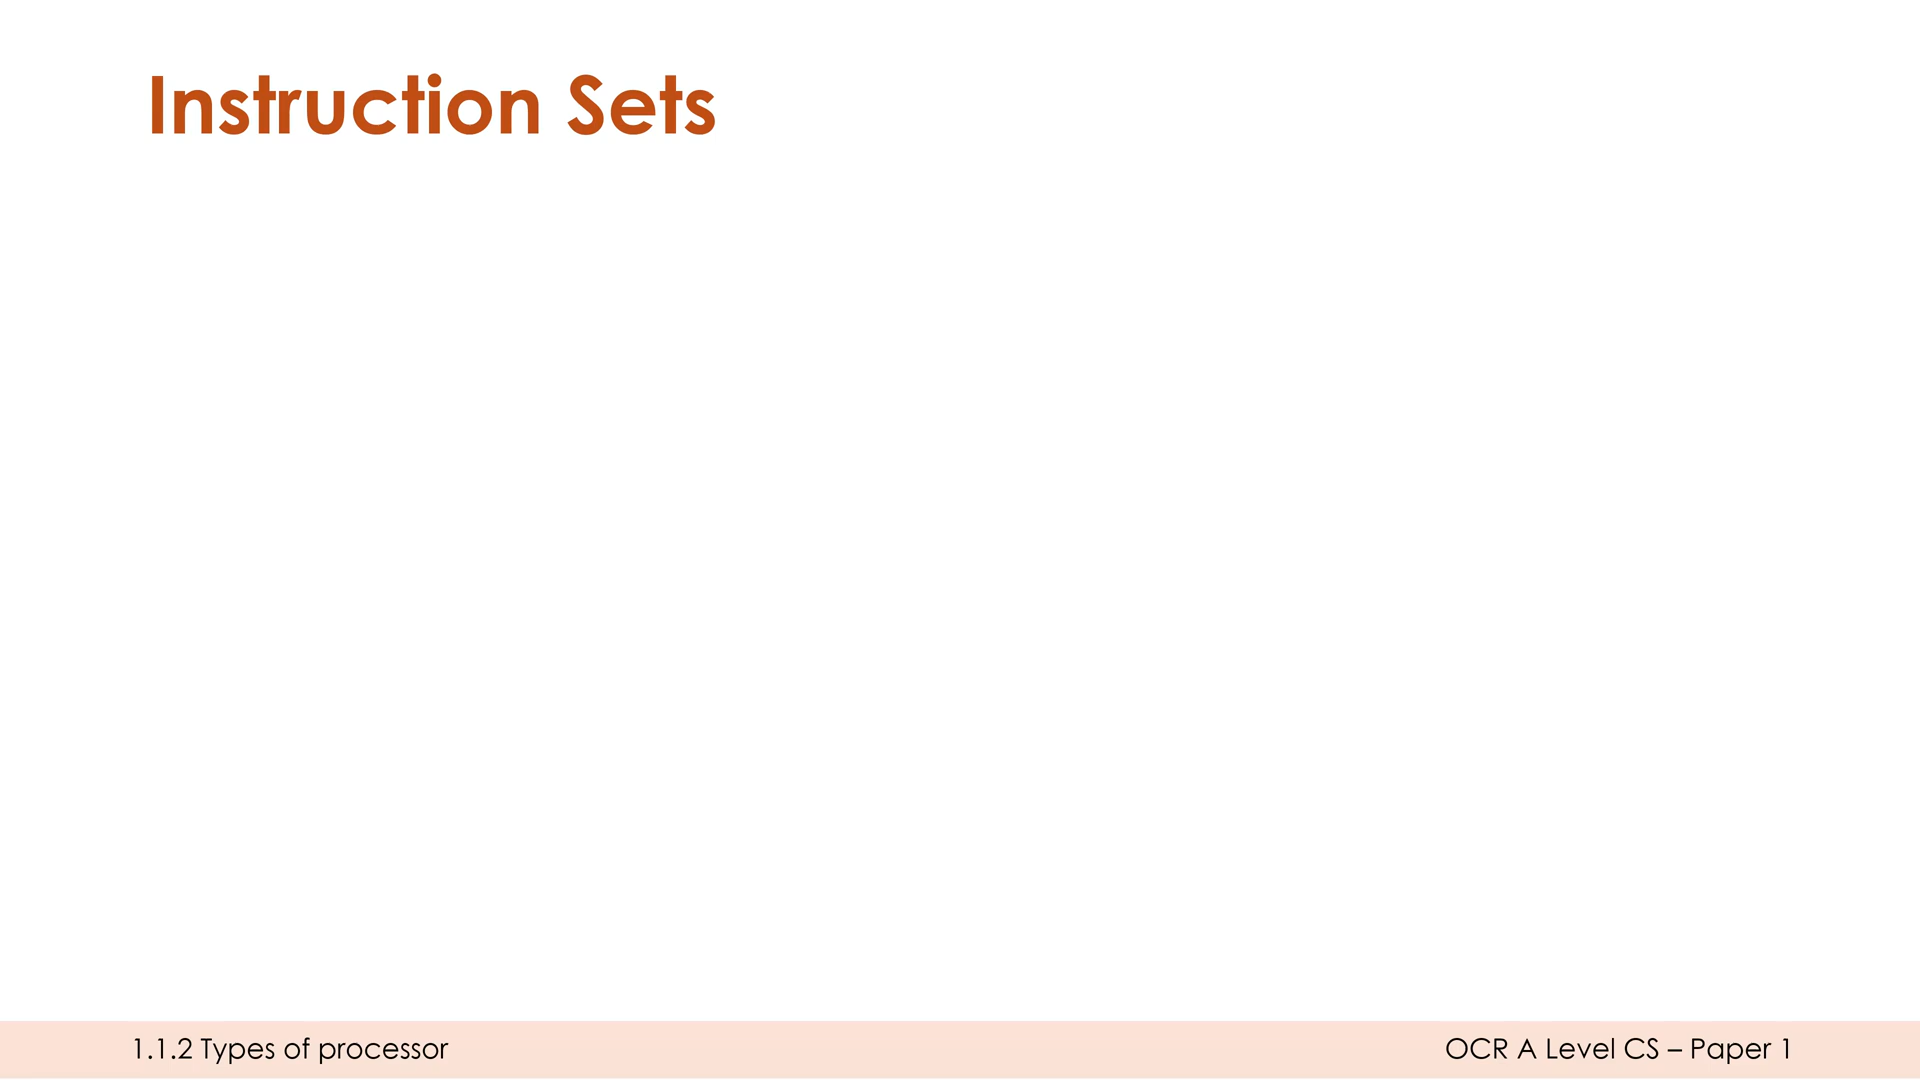 Instruction Sets
1.1.2 Types of processor
OCR A Level CS – Paper 1